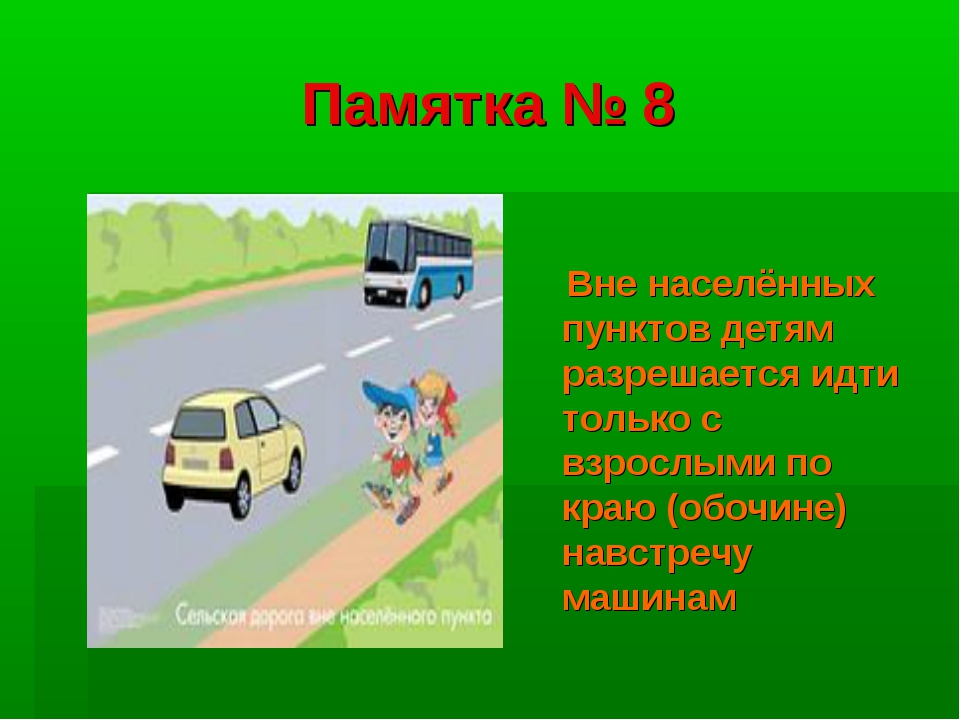 Памятка № 8
Вне населённых
пунктов детям
разрешается идти
только с
взрослыми по
краю (обочине)
навстречу
машинам
Сельская дорога вне населённого пункта